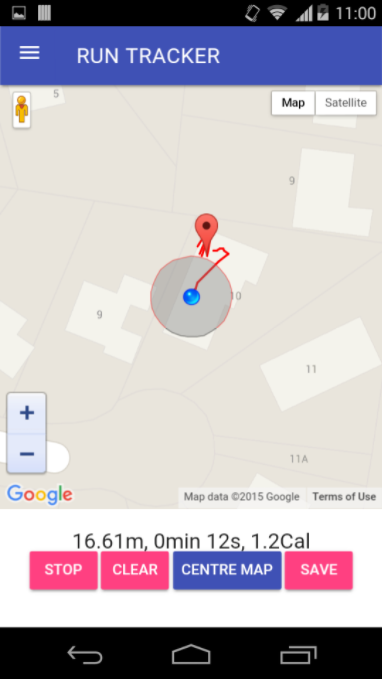 11:00
RUN TRACKER
5
Map Satellite
9
10
9
11
+
−
11A
Google
Map data ©2015 Google Terms of Use
16.61m, 0min 12s, 1.2Cal
STOP CLEAR CENTRE MAP SAVE